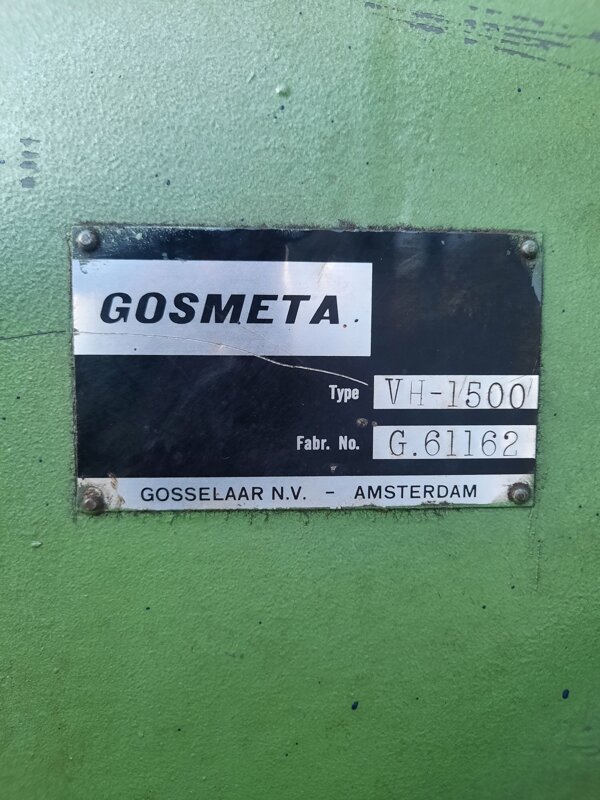 GOSMETA
Type VH-1500
Fabr. No. G.61162
GOSSELAAR N.V. - AMSTERDAM